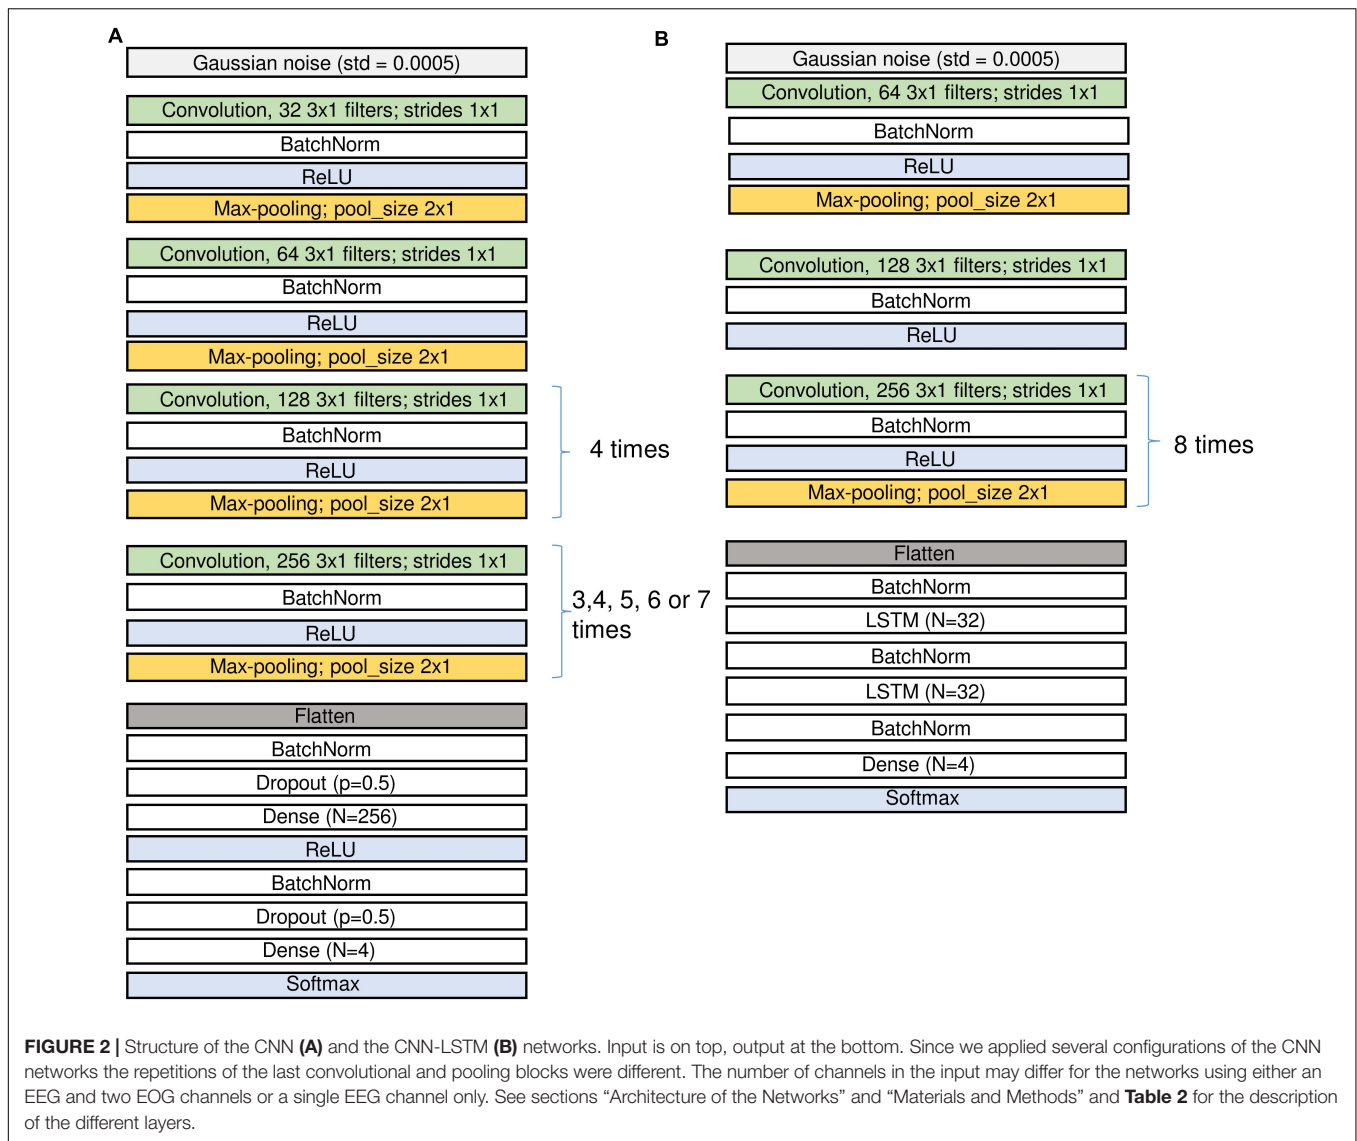 A
Gaussian noise (std = 0.0005)
Convolution, 32 3x1 filters; strides 1x1
BatchNorm
ReLU
Max-pooling; pool_size 2x1
Convolution, 64 3x1 filters; strides 1x1
BatchNorm
ReLU
Max-pooling; pool_size 2x1
Convolution, 128 3x1 filters; strides 1x1
BatchNorm
ReLU
Max-pooling; pool_size 2x1
4 times
Convolution, 256 3x1 filters; strides 1x1
BatchNorm
ReLU
Max-pooling; pool_size 2x1
3,4, 5, 6 or 7
times
Flatten
BatchNorm
Dropout (p=0.5)
Dense (N=256)
ReLU
BatchNorm
Dropout (p=0.5)
Dense (N=4)
Softmax
B
Gaussian noise (std = 0.0005)
Convolution, 64 3x1 filters; strides 1x1
BatchNorm
ReLU
Max-pooling; pool_size 2x1
Convolution, 128 3x1 filters; strides 1x1
BatchNorm
ReLU
Convolution, 256 3x1 filters; strides 1x1
BatchNorm
ReLU
Max-pooling; pool_size 2x1
8 times
Flatten
BatchNorm
LSTM (N=32)
BatchNorm
LSTM (N=32)
BatchNorm
Dense (N=4)
Softmax
FIGURE 2 | Structure of the CNN (A) and the CNN-LSTM (B) networks. Input is on top, output at the bottom. Since we applied several configurations of the CNN
networks the repetitions of the last convolutional and pooling blocks were different. The number of channels in the input may differ for the networks using either an
EEG and two EOG channels or a single EEG channel only. See sections “Architecture of the Networks” and “Materials and Methods” and Table 2 for the description
of the different layers.